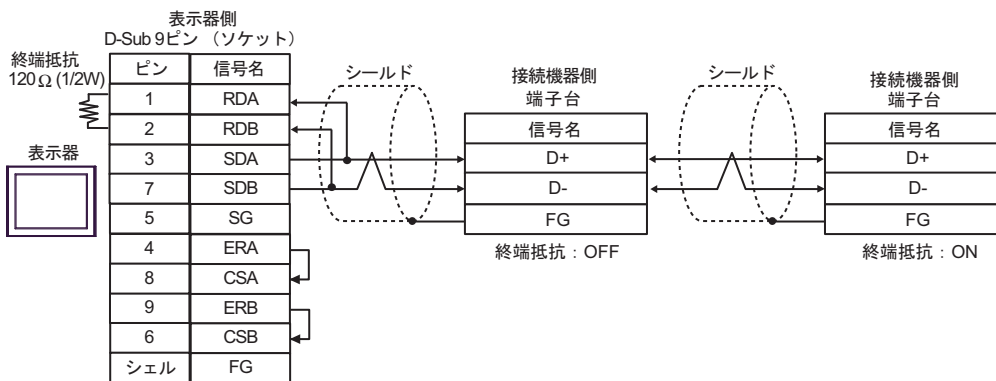 表示器側
D-Sub 9ピン （ソケット）
終端抵抗
120Ω (1/2W)
ピン 信号名
1 RDA
2 RDB
3 SDA
7 SDB
5 SG
4 ERA
8 CSA
9 ERB
6 CSB
シェル FG
表示器
シールド
接続機器側
端子台
信号名
D+
D-
FG
終端抵抗：OFF
シールド
接続機器側
端子台
信号名
D+
D-
FG
終端抵抗：ON